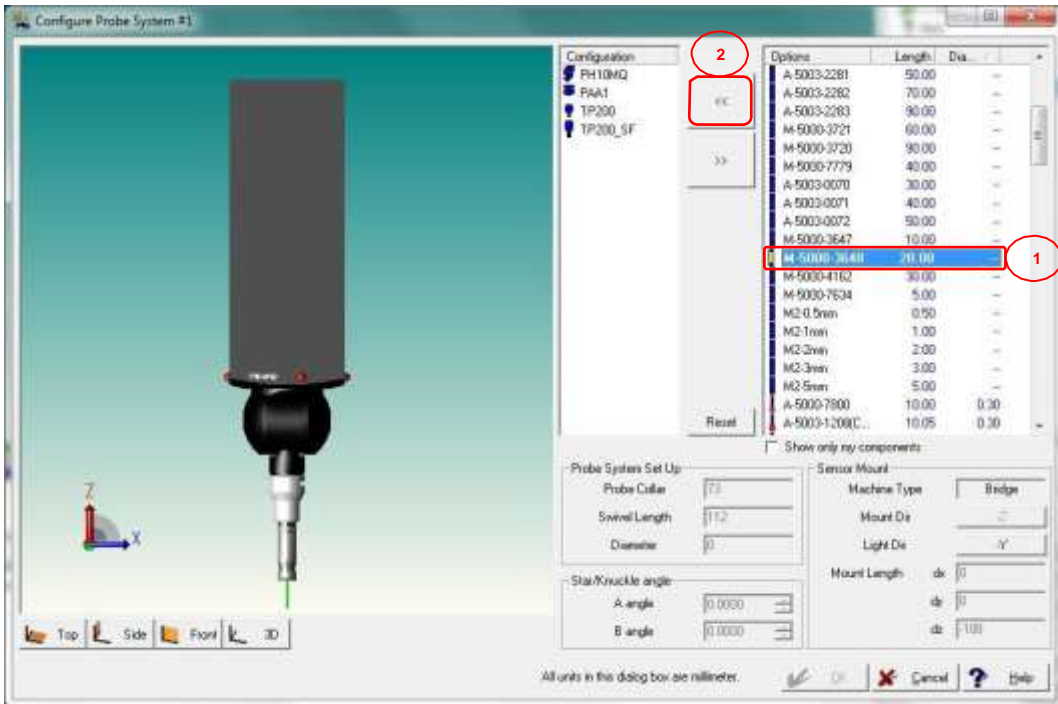 Configure Probe System #1
Configuration
PH10MQ
PAA1
TP200
TP200_SF
2
<<
>>
Reset
Options Length Dia...
A-5003-2281 50.00 --
A-5003-2282 70.00 --
A-5003-2283 90.00 --
M-5000-3721 60.00 --
M-5000-3720 90.00 --
M-5000-7779 40.00 --
A-5003-0070 30.00 --
A-5003-0071 40.00 --
A-5003-0072 50.00 --
M-5000-3647 10.00 --
M-5000-3648 20.00 --
1
M-5000-4162 30.00 --
M-5000-7634 5.00 --
M2-0.5mm 0.50 --
M2-1mm 1.00 --
M2-2mm 2.00 --
M2-3mm 3.00 --
M2-5mm 5.00 --
A-5000-7800 10.00 0.30
A-5003-1208(C... 10.05 0.30
Show only my components
Z
X
Top Side Front 3D
Probe System Set Up
Probe Collar 73
Swivel Length 112
Diameter 0
Star/Knuckle angle
A angle 0.0000
B angle 0.0000
Sensor Mount
Machine Type Bridge
Mount Dir
Light Dir
Mount Length dx 0
dy 0
dz -100
All units in this dialog box are millimeter.
OK Cancel Help